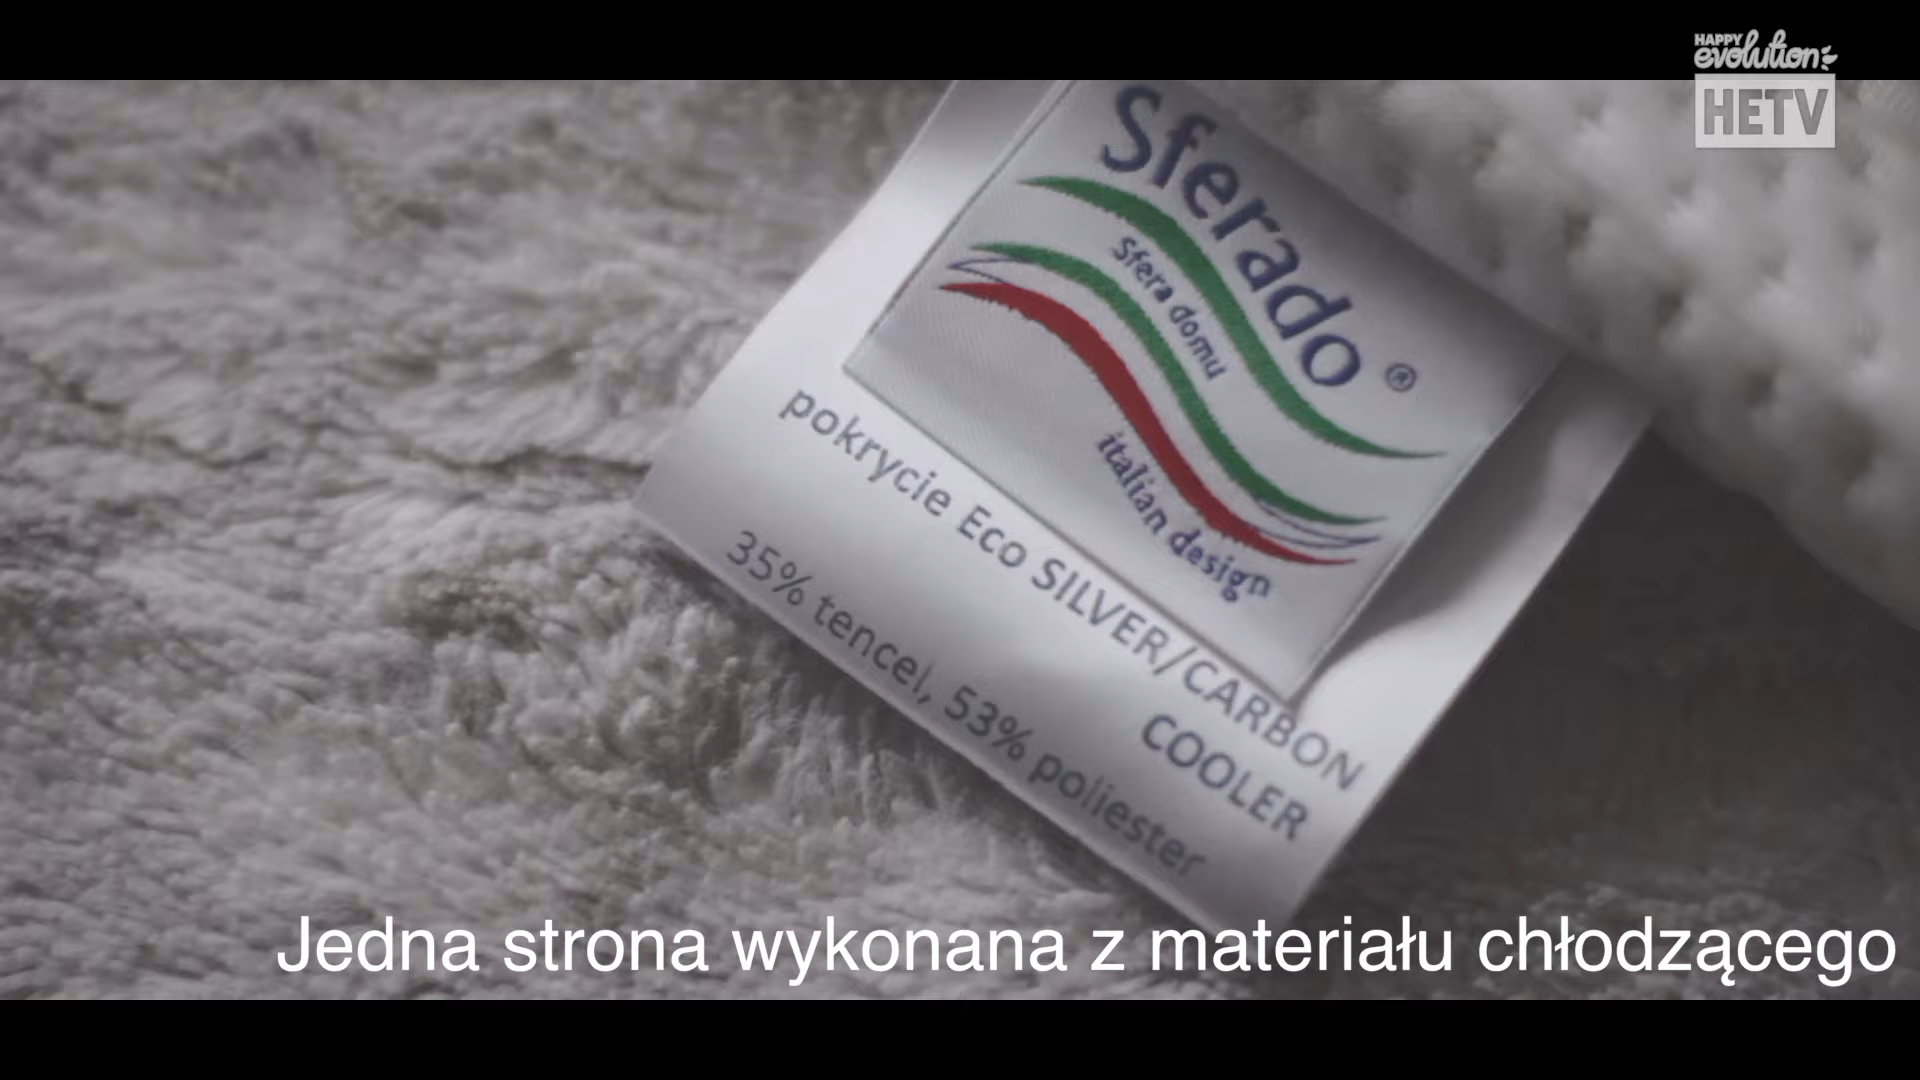 HAPPY
evolution
HETV
Sferado ®
Sfera domu
italian design
pokrycie Eco SILVER/CARBON
COOLER
35% tencel, 53% poliester
Jedna strona wykonana z materiału chłodzącego